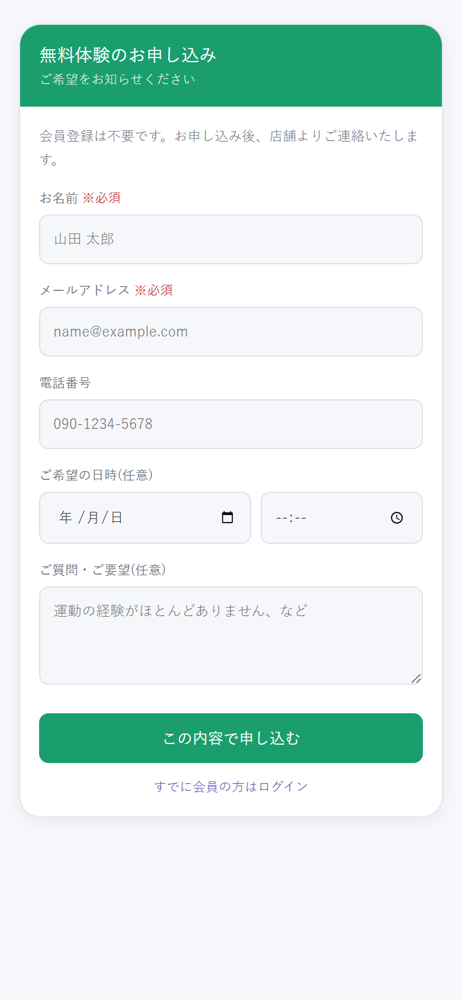 無料体験のお申し込み
ご希望をお知らせください
会員登録は不要です。お申し込み後、店舗よりご連絡いたしま
す。
お名前 ※必須
山田 太郎
メールアドレス ※必須
name@example.com
電話番号
090-1234-5678
ご希望の日時(任意)
年 /月/日 --:--
ご質問・ご要望(任意)
運動の経験がほとんどありません、など
この内容で申し込む
すでに会員の方はログイン